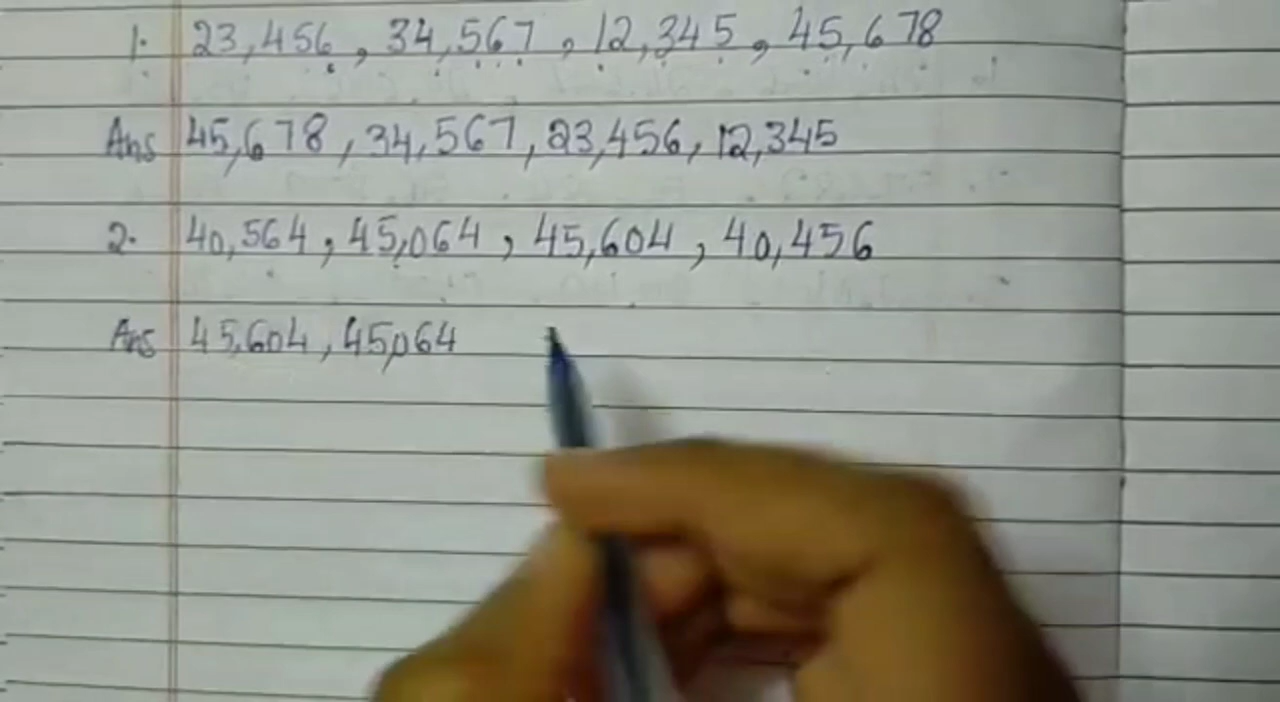 1. 23,456 , 34,567 , 12,345 , 45,678
Ans 45,678 , 34,567 , 23,456 , 12,345
2. 40,564 , 45,064 , 45,604 , 40,456
Ans 45,604 , 45,064